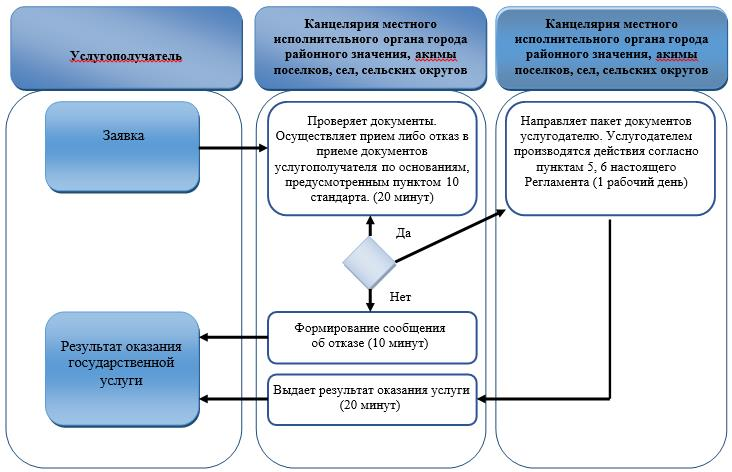 Услугополучатель
Канцелярия местного
исполнительного органа города
районного значения, акимы
поселков, сел, сельских округов
Канцелярия местного
исполнительного органа города
районного значения, акимы
поселков, сел, сельских округов
Заявка
Проверяет документы.
Осуществляет прием либо отказ в
приеме документов
услугополучателя по основаниям,
предусмотренным пунктом 10
стандарта. (20 минут)
Направляет пакет документов
услугодателю. Услугодателем
производятся действия согласно
пунктам 5, 6 настоящего
Регламента (1 рабочий день)
Да
Нет
Формирование сообщения
об отказе (10 минут)
Результат оказания
государственной
услуги
Выдает результат оказания услуги
(20 минут)